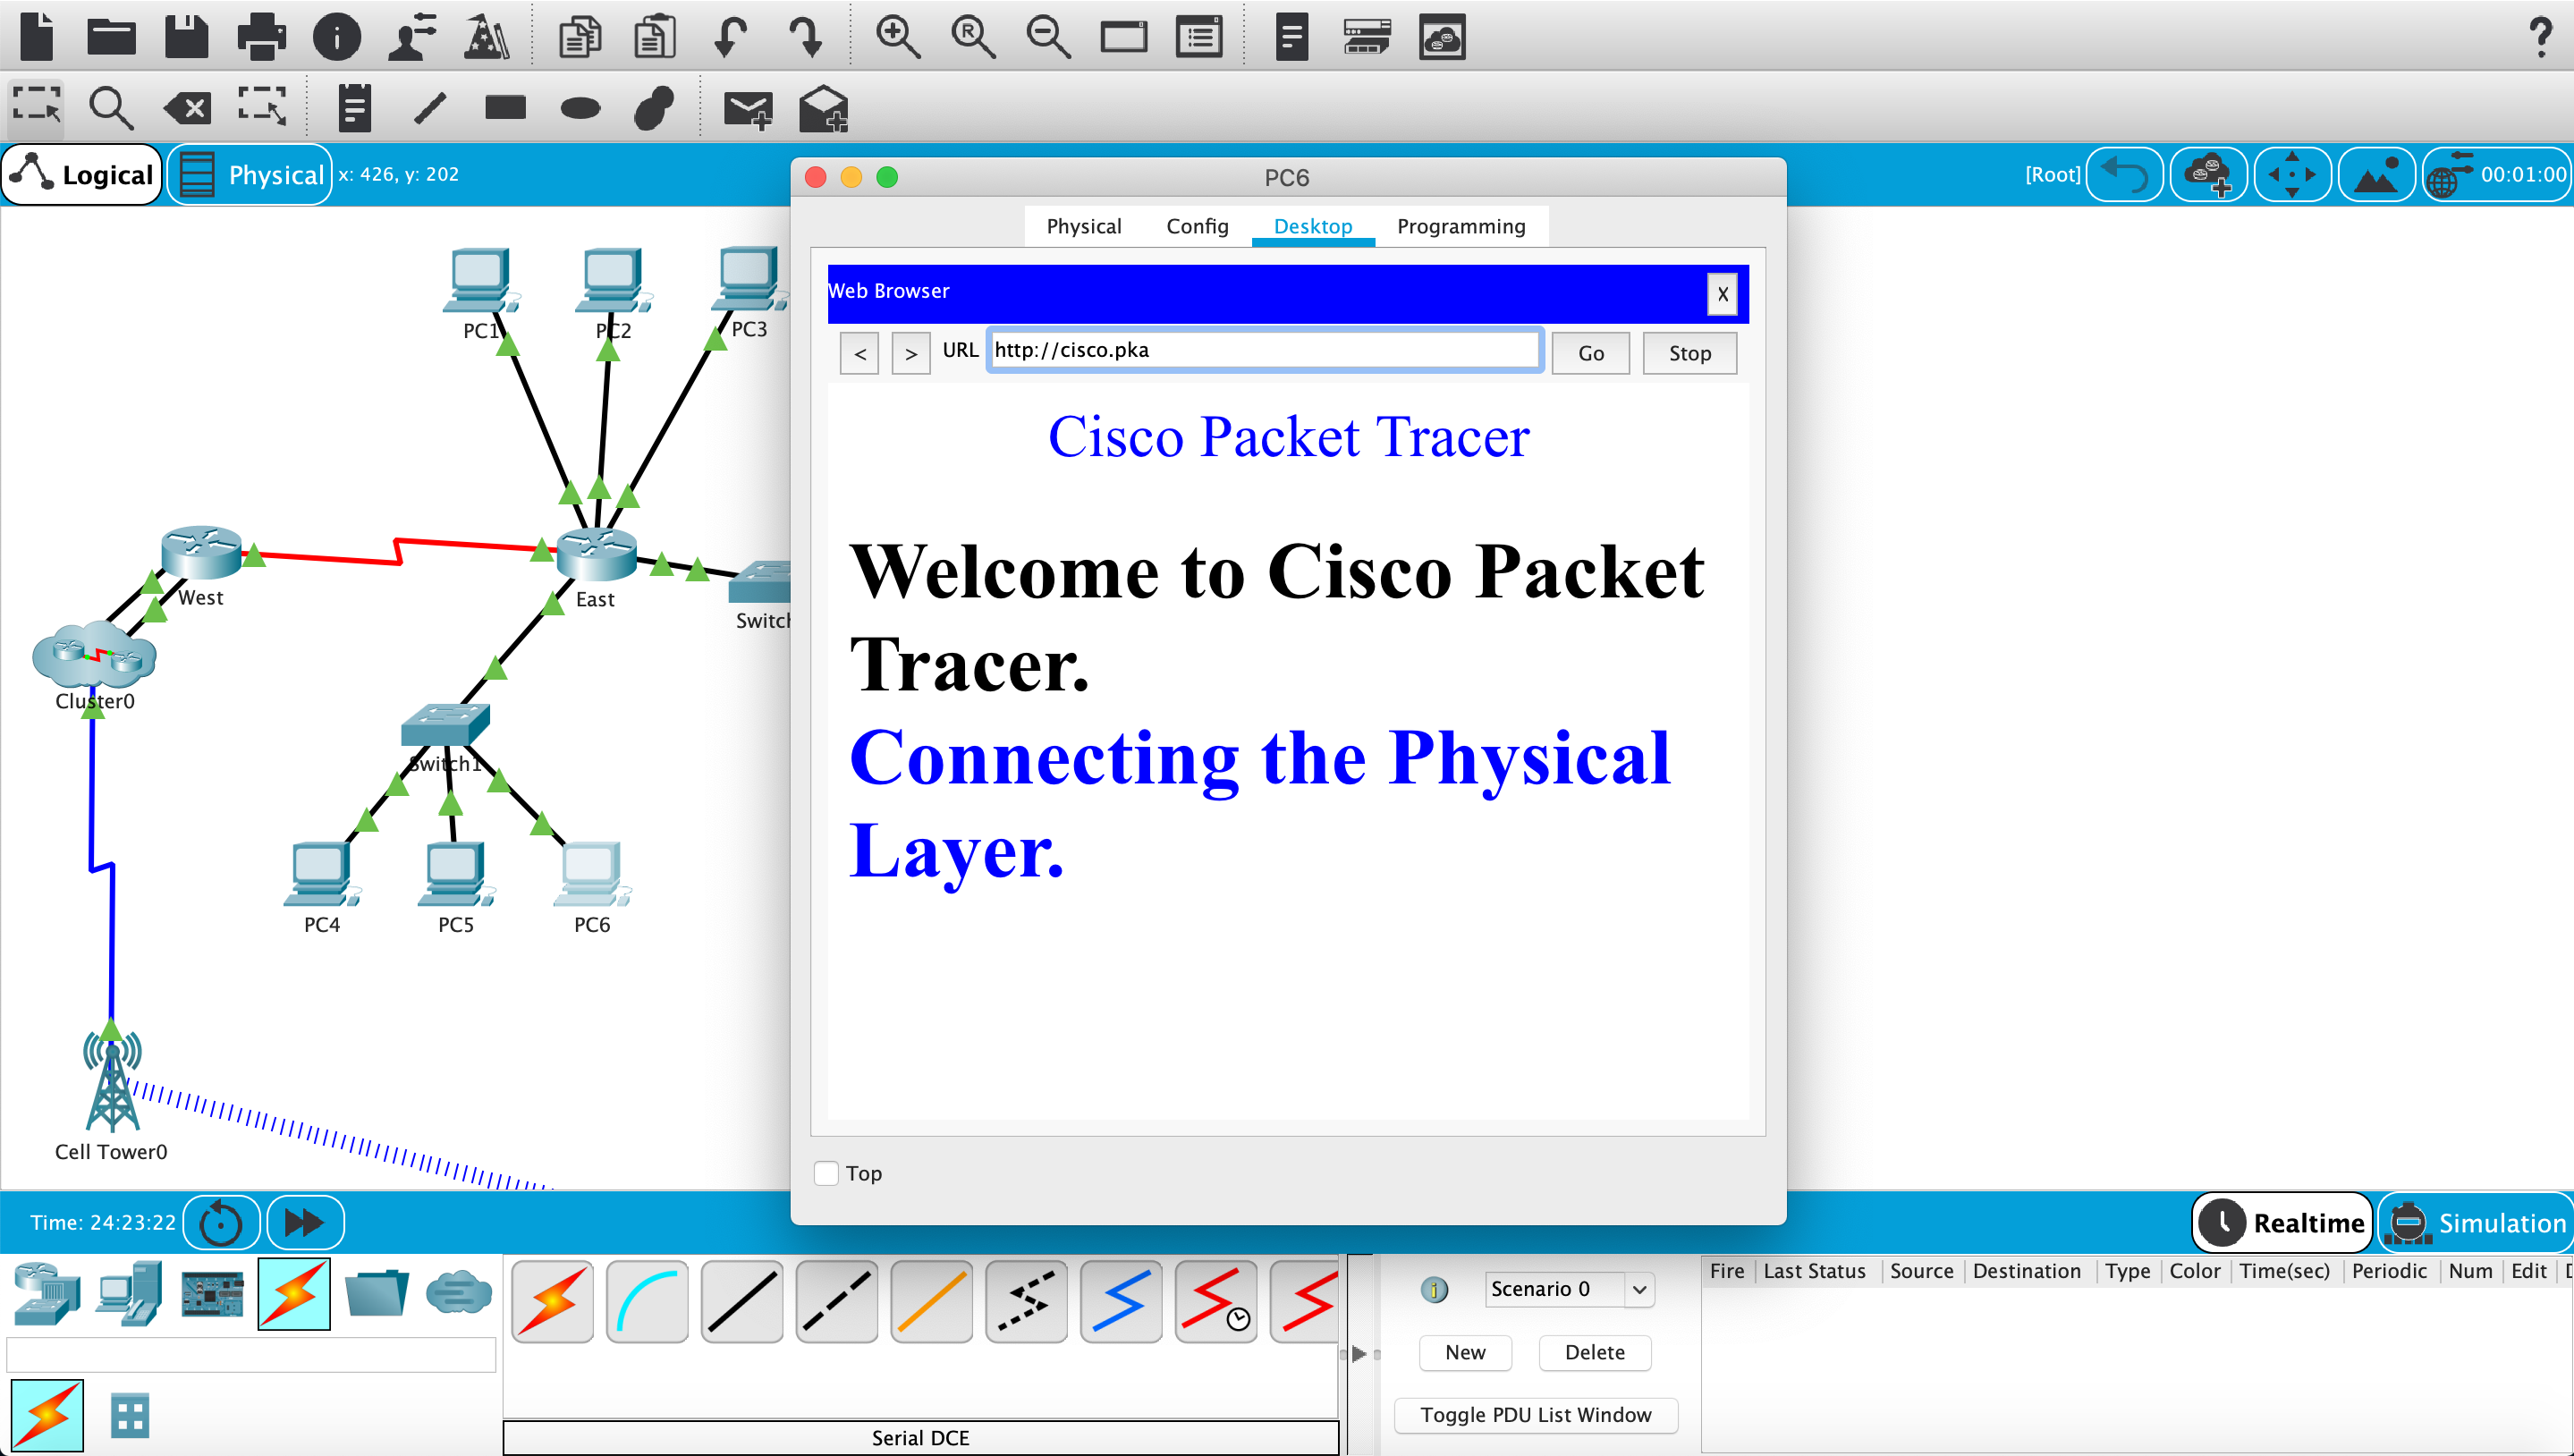 Logical
Physical
x: 426, y: 202
[Root]
00:01:00
PC6
Physical
Config
Desktop
Programming
Web Browser
X
<
>
URL
http://cisco.pka
Go
Stop
Cisco Packet Tracer
Welcome to Cisco Packet
Tracer.
Connecting the Physical
Layer.
Top
PC1
PC2
PC3
West
East
Switch
Cluster0
Switch1
PC4
PC5
PC6
Cell Tower0
Time: 24:23:22
Realtime
Simulation
Scenario 0
New
Delete
Toggle PDU List Window
Fire
Last Status
Source
Destination
Type
Color
Time(sec)
Periodic
Num
Edit
Serial DCE